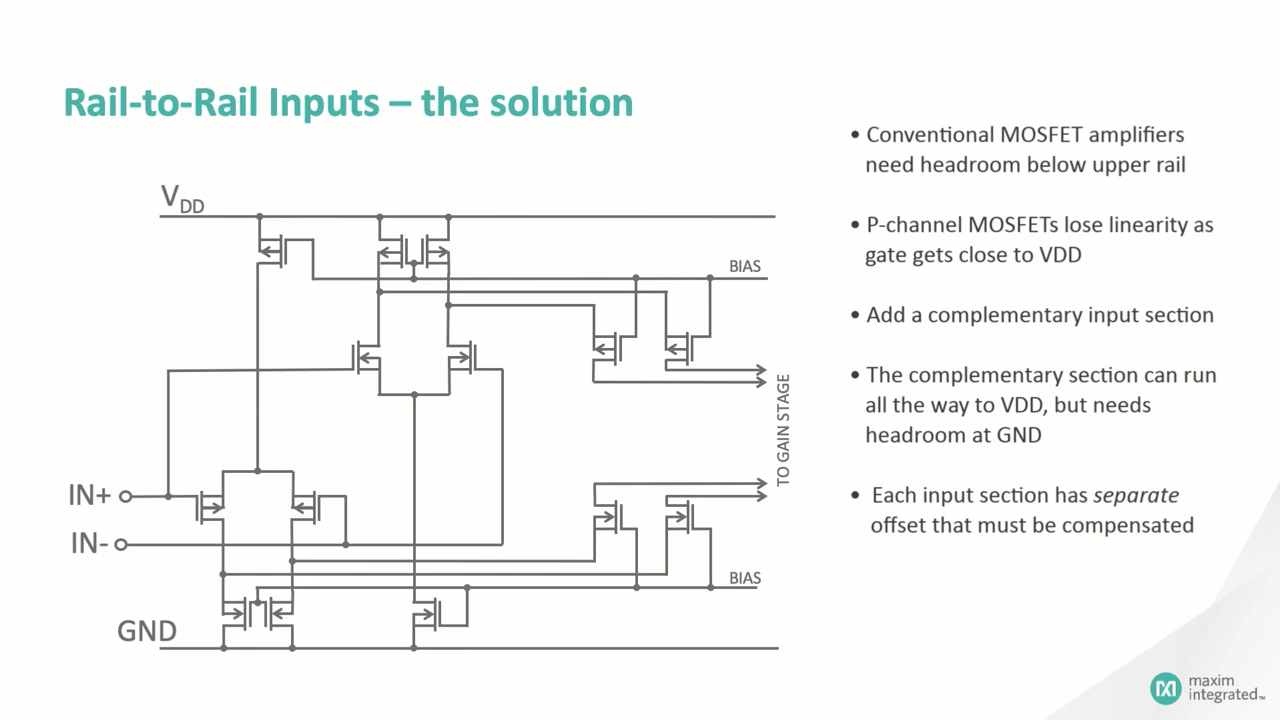 Rail-to-Rail Inputs – the solution
• Conventional MOSFET amplifiers
need headroom below upper rail
• P-channel MOSFETs lose linearity as
gate gets close to VDD
• Add a complementary input section
• The complementary section can run
all the way to VDD, but needs
headroom at GND
• Each input section has separate
offset that must be compensated
VDD
BIAS
TO GAIN STAGE
IN+
IN-
BIAS
GND
maxim
integrated™